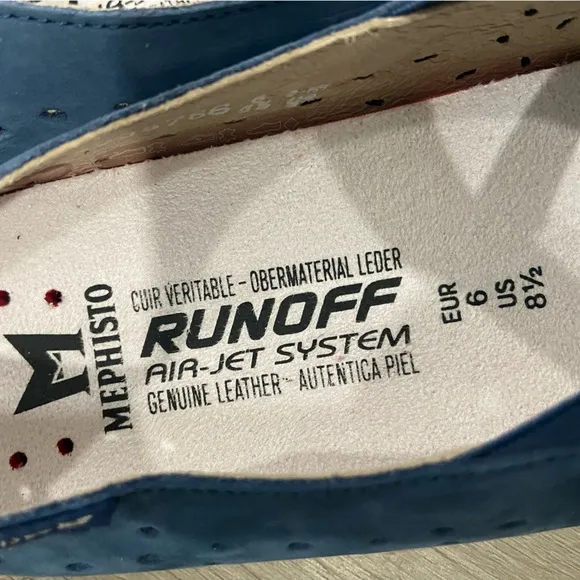 MEPHISTO
CUIR VERITABLE - OBERMATERIAL LEDER
RUNOFF
AIR-JET SYSTEM
GENUINE LEATHER - AUTENTICA PIEL
EUR
6
US
8½